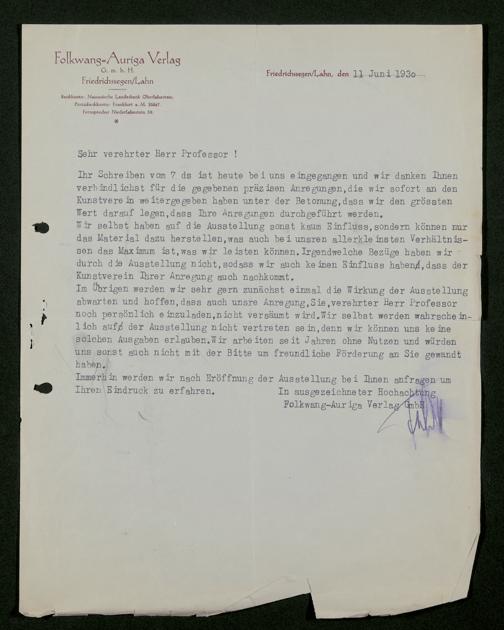 Folkwang-Auriga Verlag
G. m. b. H.
Friedrichssegen/Lahn
Bankkonto: Nassauische Landesbank Oberlahnstein.
Postscheckkonto: Frankfurt a. M.
Fernsprecher Niederlahnstein
Friedrichssegen/Lahn, den 11 Juni 1930
Sehr verehrter Herr Professor !
Ihr Schreiben vom 7 ds ist heute bei uns eingegangen und wir danken Ihnen
verbindlichst für die gegebenen präzisen Anregungen,die wir sofort an den
Kunstverein weitergegeben haben unter der Betonung,dass wir den grössten
Wert darauf legen,dass Ihre Anregungen durchgeführt werden.
Wir selbst haben auf die Ausstellung sonst kaum Einfluss,sondern können nur
das Material dazu herstellen,was auch bei unsren allerkleinsten Verhältnis-
sen das Maximum ist,was wir leisten können.Irgendwelche Bezüge haben wir
durch die Ausstellung nicht,sodass wir auch keinen Einfluss haben,dass der
Kunstverein Ihrer Anregung auch nachkommt.
Im Übrigen werden wir sehr gern zunächst einmal die Wirkung der Ausstellung
abwarten und hoffen,dass auch unsre Anregung,Sie,verehrter Herr Professor
noch persönlich einzuladen,nicht versäumt wird.Wir selbst werden wahrschein-
lich auf der Ausstellung nicht vertreten sein,denn wir können uns keine
solchen Ausgaben erlauben.Wir arbeiten seit Jahren ohne Nutzen und würden
uns sonst auch nicht mit der Bitte um freundliche Förderung an Sie gewandt
haben.
Immerhin werden wir nach Eröffnung der Ausstellung bei Ihnen anfragen um
Ihren Eindruck zu erfahren.
In ausgezeichneter Hochachtung
Folkwang-Auriga Verlag GmbH